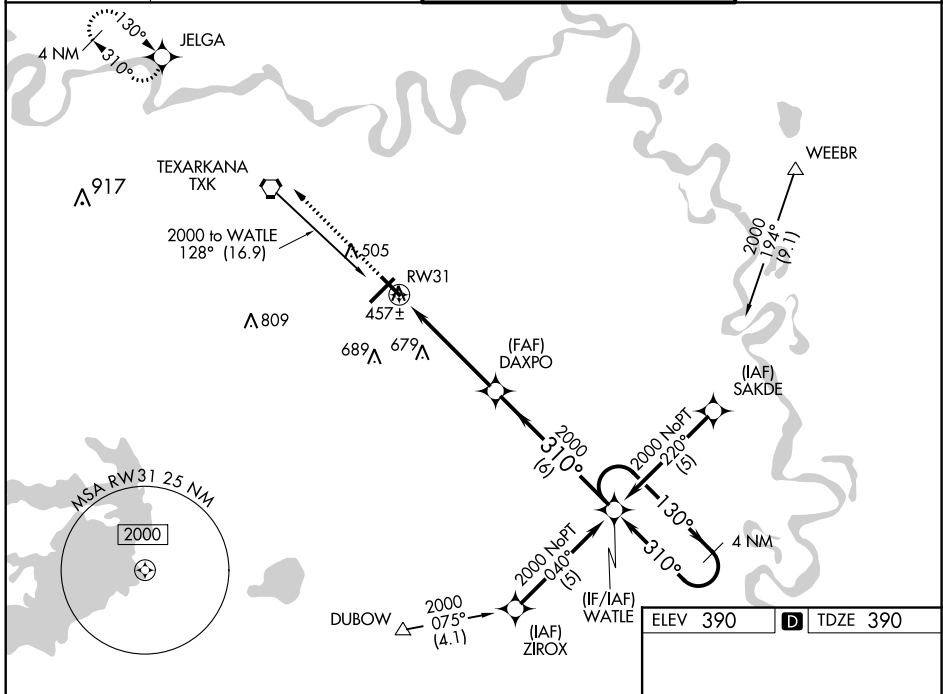 130°
JELGA
4 NM
310°
WEEBR
TEXARKANA
TXK
917
2000
194°
(9.1)
2000 to WATLE
128° (16.9)
505
RW31
457±
809
(FAF)
DAXPO
689
679
(IAF)
SAKDE
2000
310°
(6)
2000 NoPT
220°
(5)
MSA RW31 25 NM
130°
2000
4 NM
310°
2000 NoPT
040°
(5)
(IF/IAF)
WATLE
DUBOW
2000
075°
(4.1)
(IAF)
ZIROX
ELEV 390 D TDZE 390